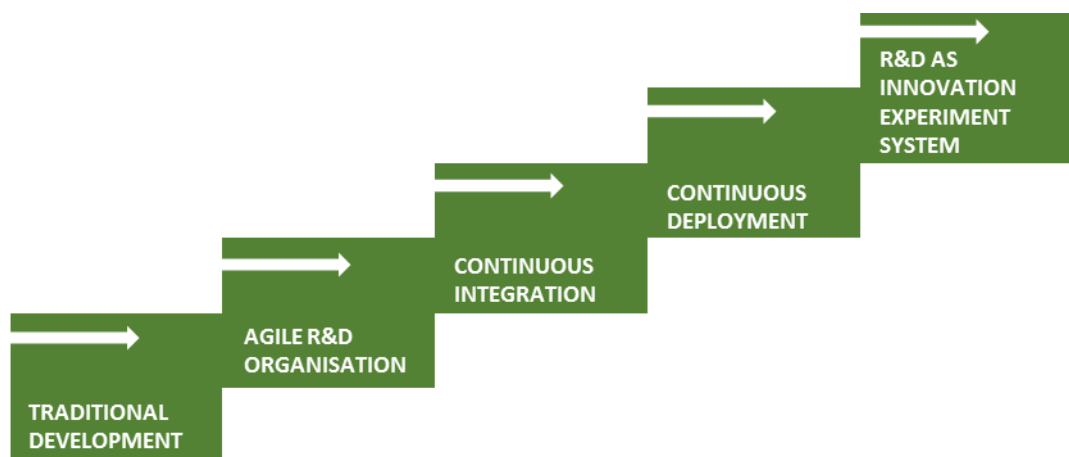 TRADITIONAL
DEVELOPMENT
AGILE R&D
ORGANISATION
CONTINUOUS
INTEGRATION
CONTINUOUS
DEPLOYMENT
R&D AS
INNOVATION
EXPERIMENT
SYSTEM